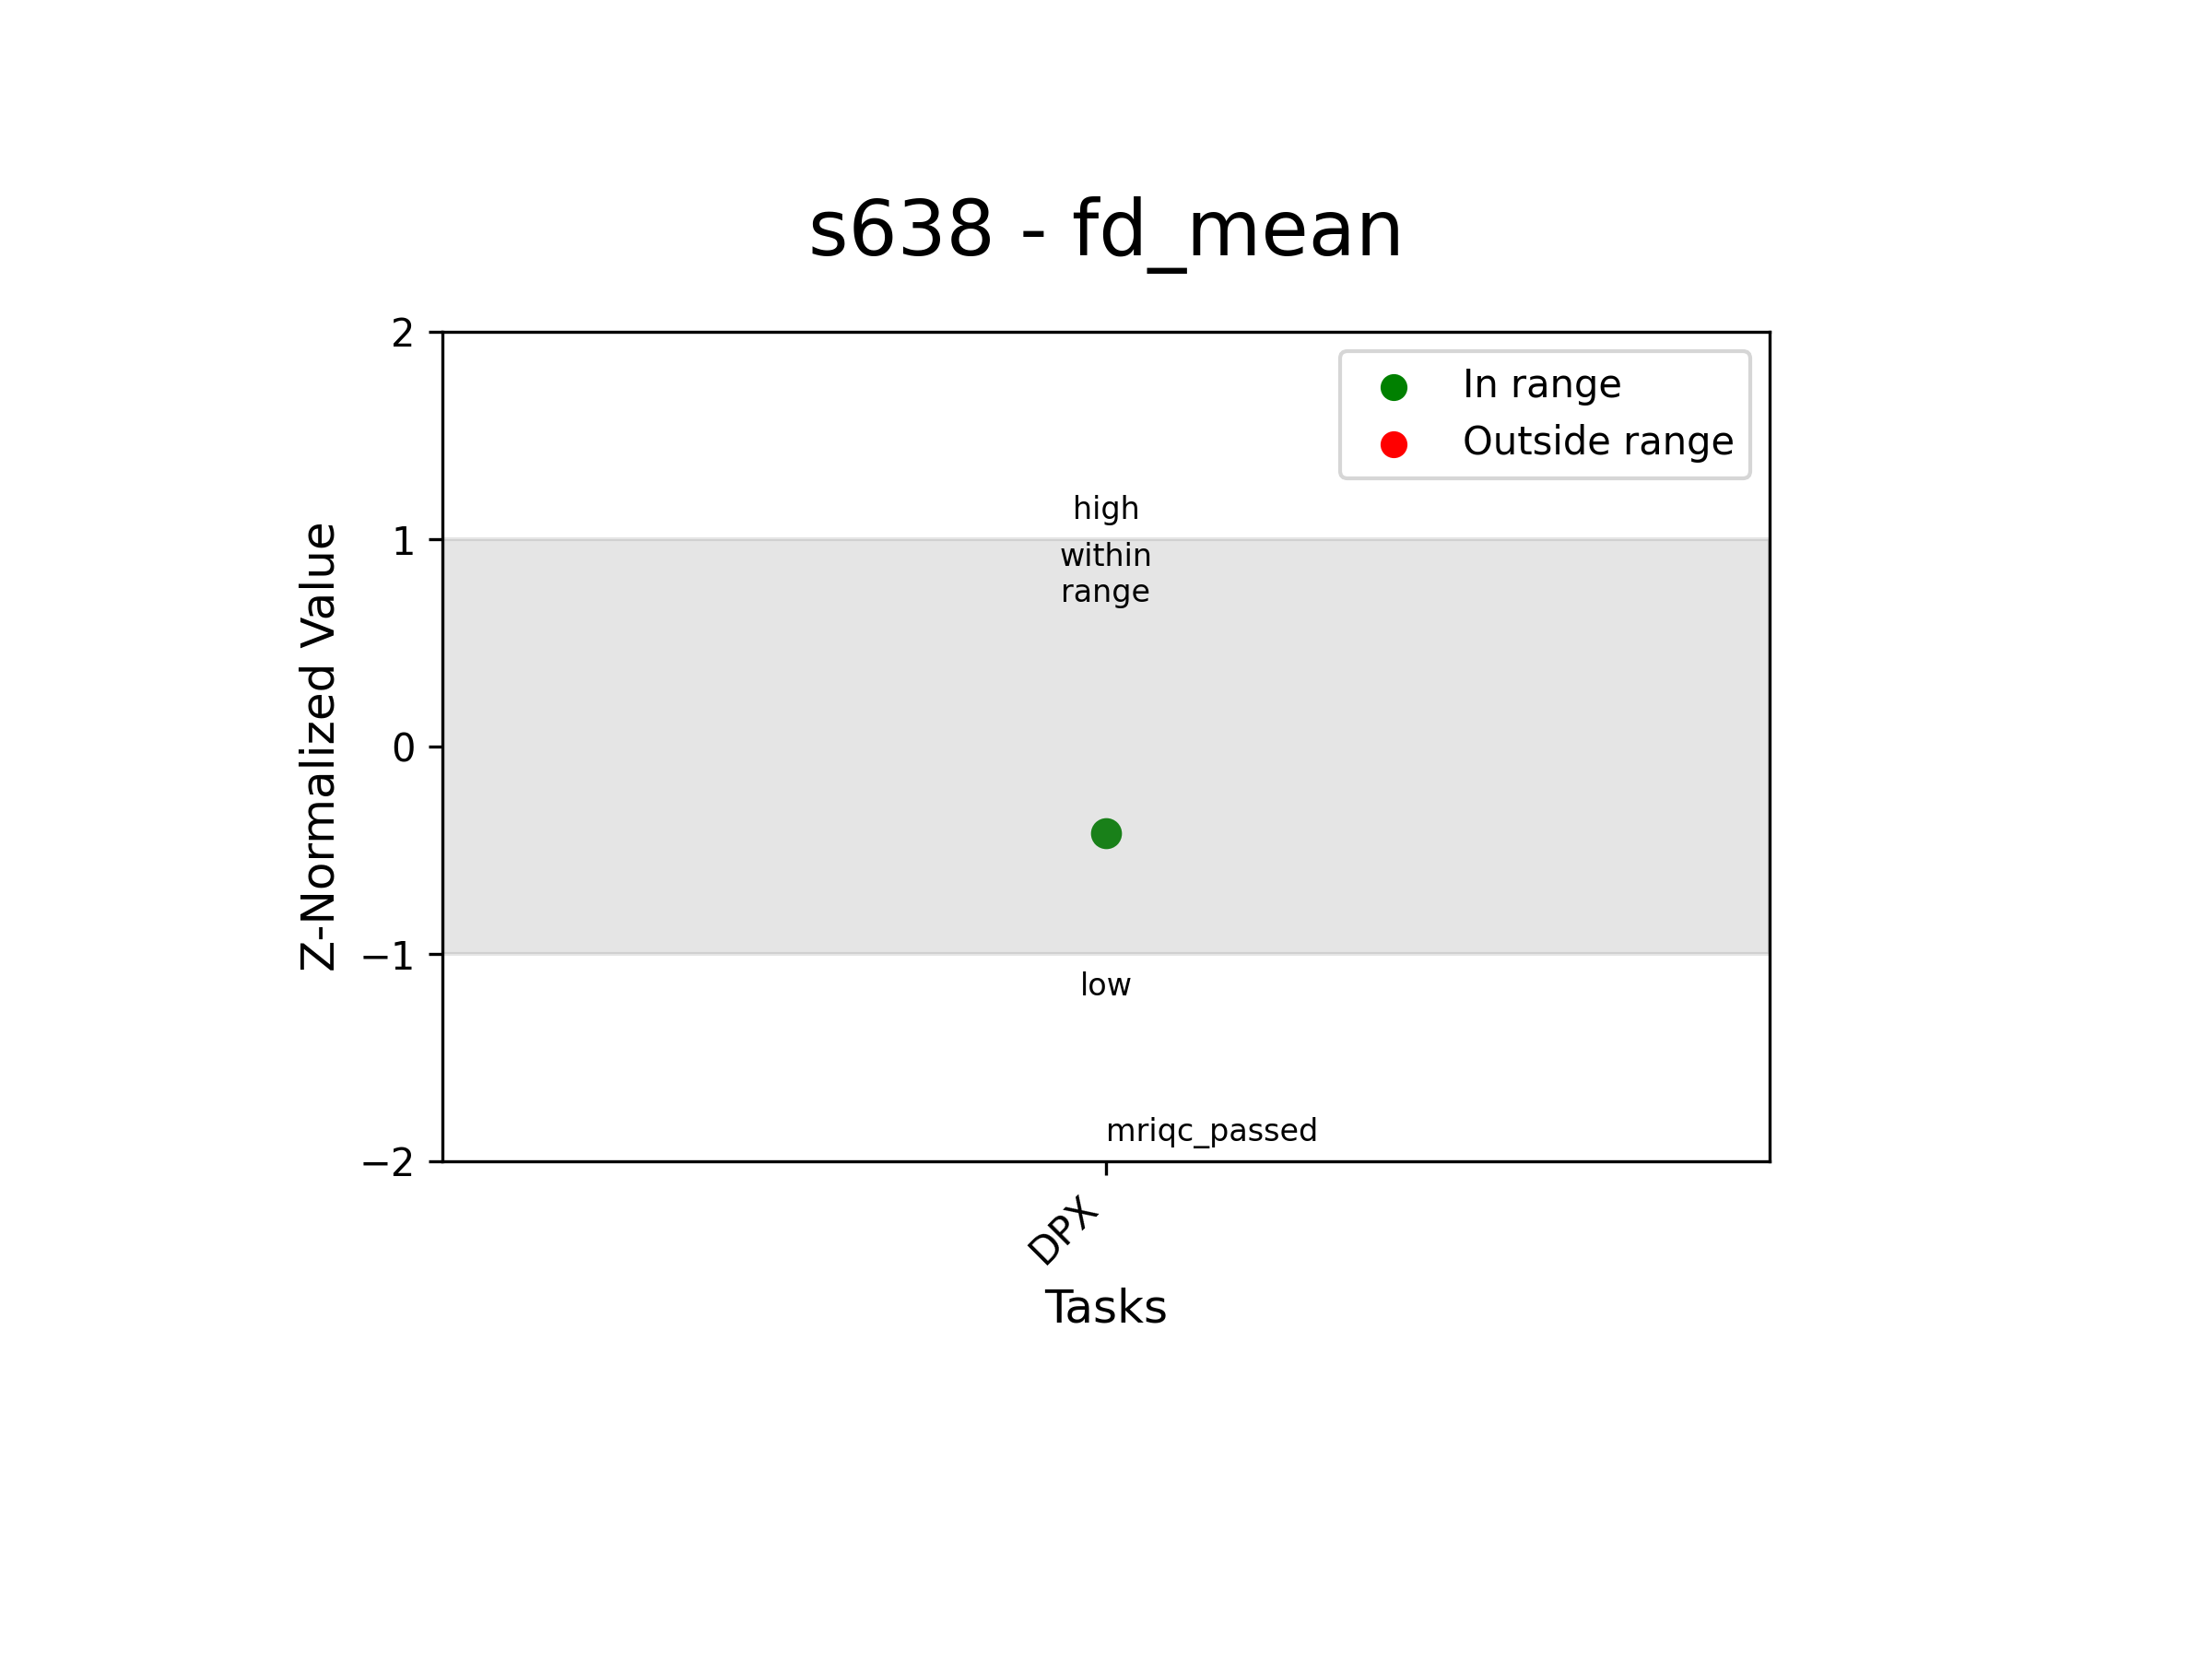 s638 - fd_mean
2
In range
Outside range
high
1
within
range
Z-Normalized Value
0
−1
low
mriqc_passed
−2
DPX
Tasks